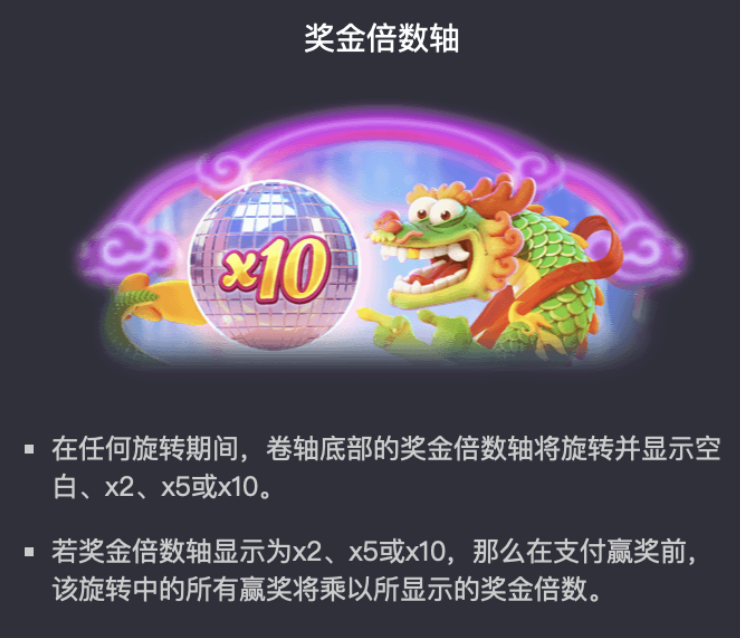 奖金倍数轴
x10
▪ 在任何旋转期间，卷轴底部的奖金倍数轴将旋转并显示空
白、x2、x5或x10。
▪ 若奖金倍数轴显示为x2、x5或x10，那么在支付赢奖前，
该旋转中的所有赢奖将乘以所显示的奖金倍数。